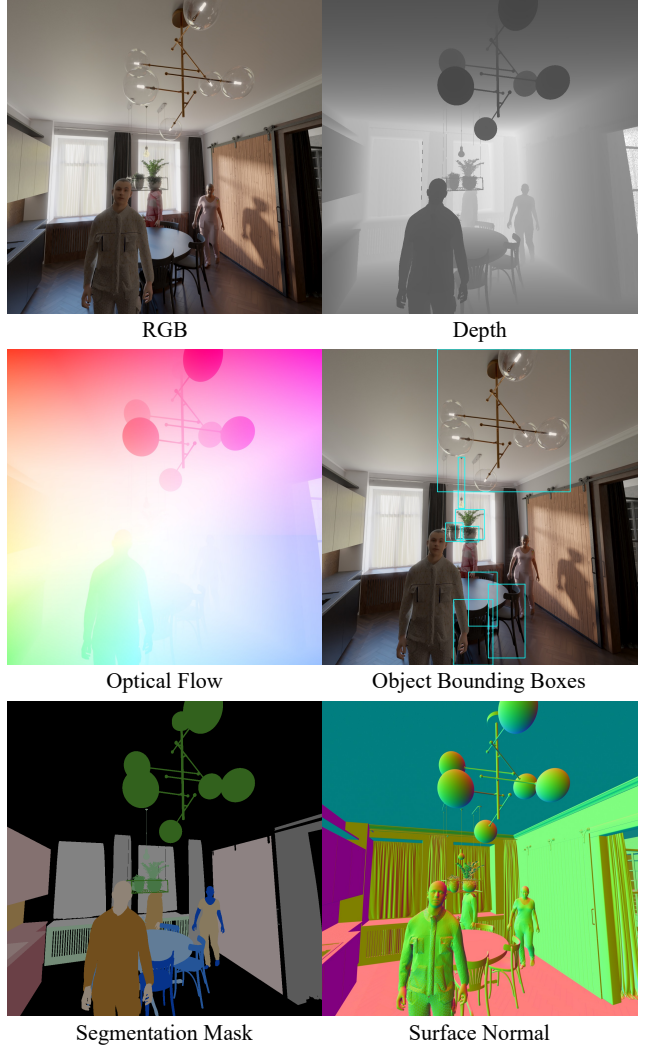 RGB
Depth
Optical Flow
Object Bounding Boxes
Segmentation Mask
Surface Normal